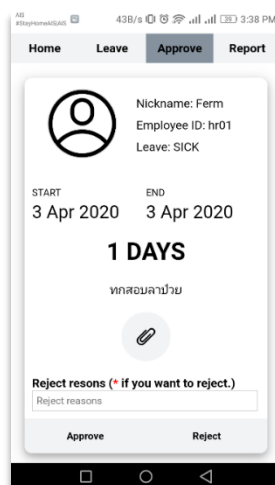 AIS
#StayHomeAIS|AIS 43B/s 39 3:38 PM
Home Leave Approve Report
Nickname: Ferm
Employee ID: hr01
Leave: SICK
START END
3 Apr 2020 3 Apr 2020
1 DAYS
ทกสอบลาป่วย
Reject resons (* if you want to reject.)
Reject reasons
Approve Reject